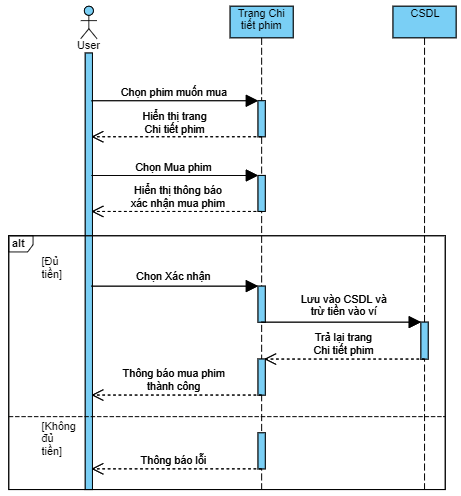 Trang Chi
tiết phim
CSDL
User
Chọn phim muốn mua
Hiển thị trang
Chi tiết phim
Chọn Mua phim
Hiển thị thông báo
xác nhận mua phim
alt
[Đủ
tiền]
Chọn Xác nhận
Lưu vào CSDL và
trừ tiền vào ví
Trả lại trang
Chi tiết phim
Thông báo mua phim
thành công
[Không
đủ
tiền]
Thông báo lỗi